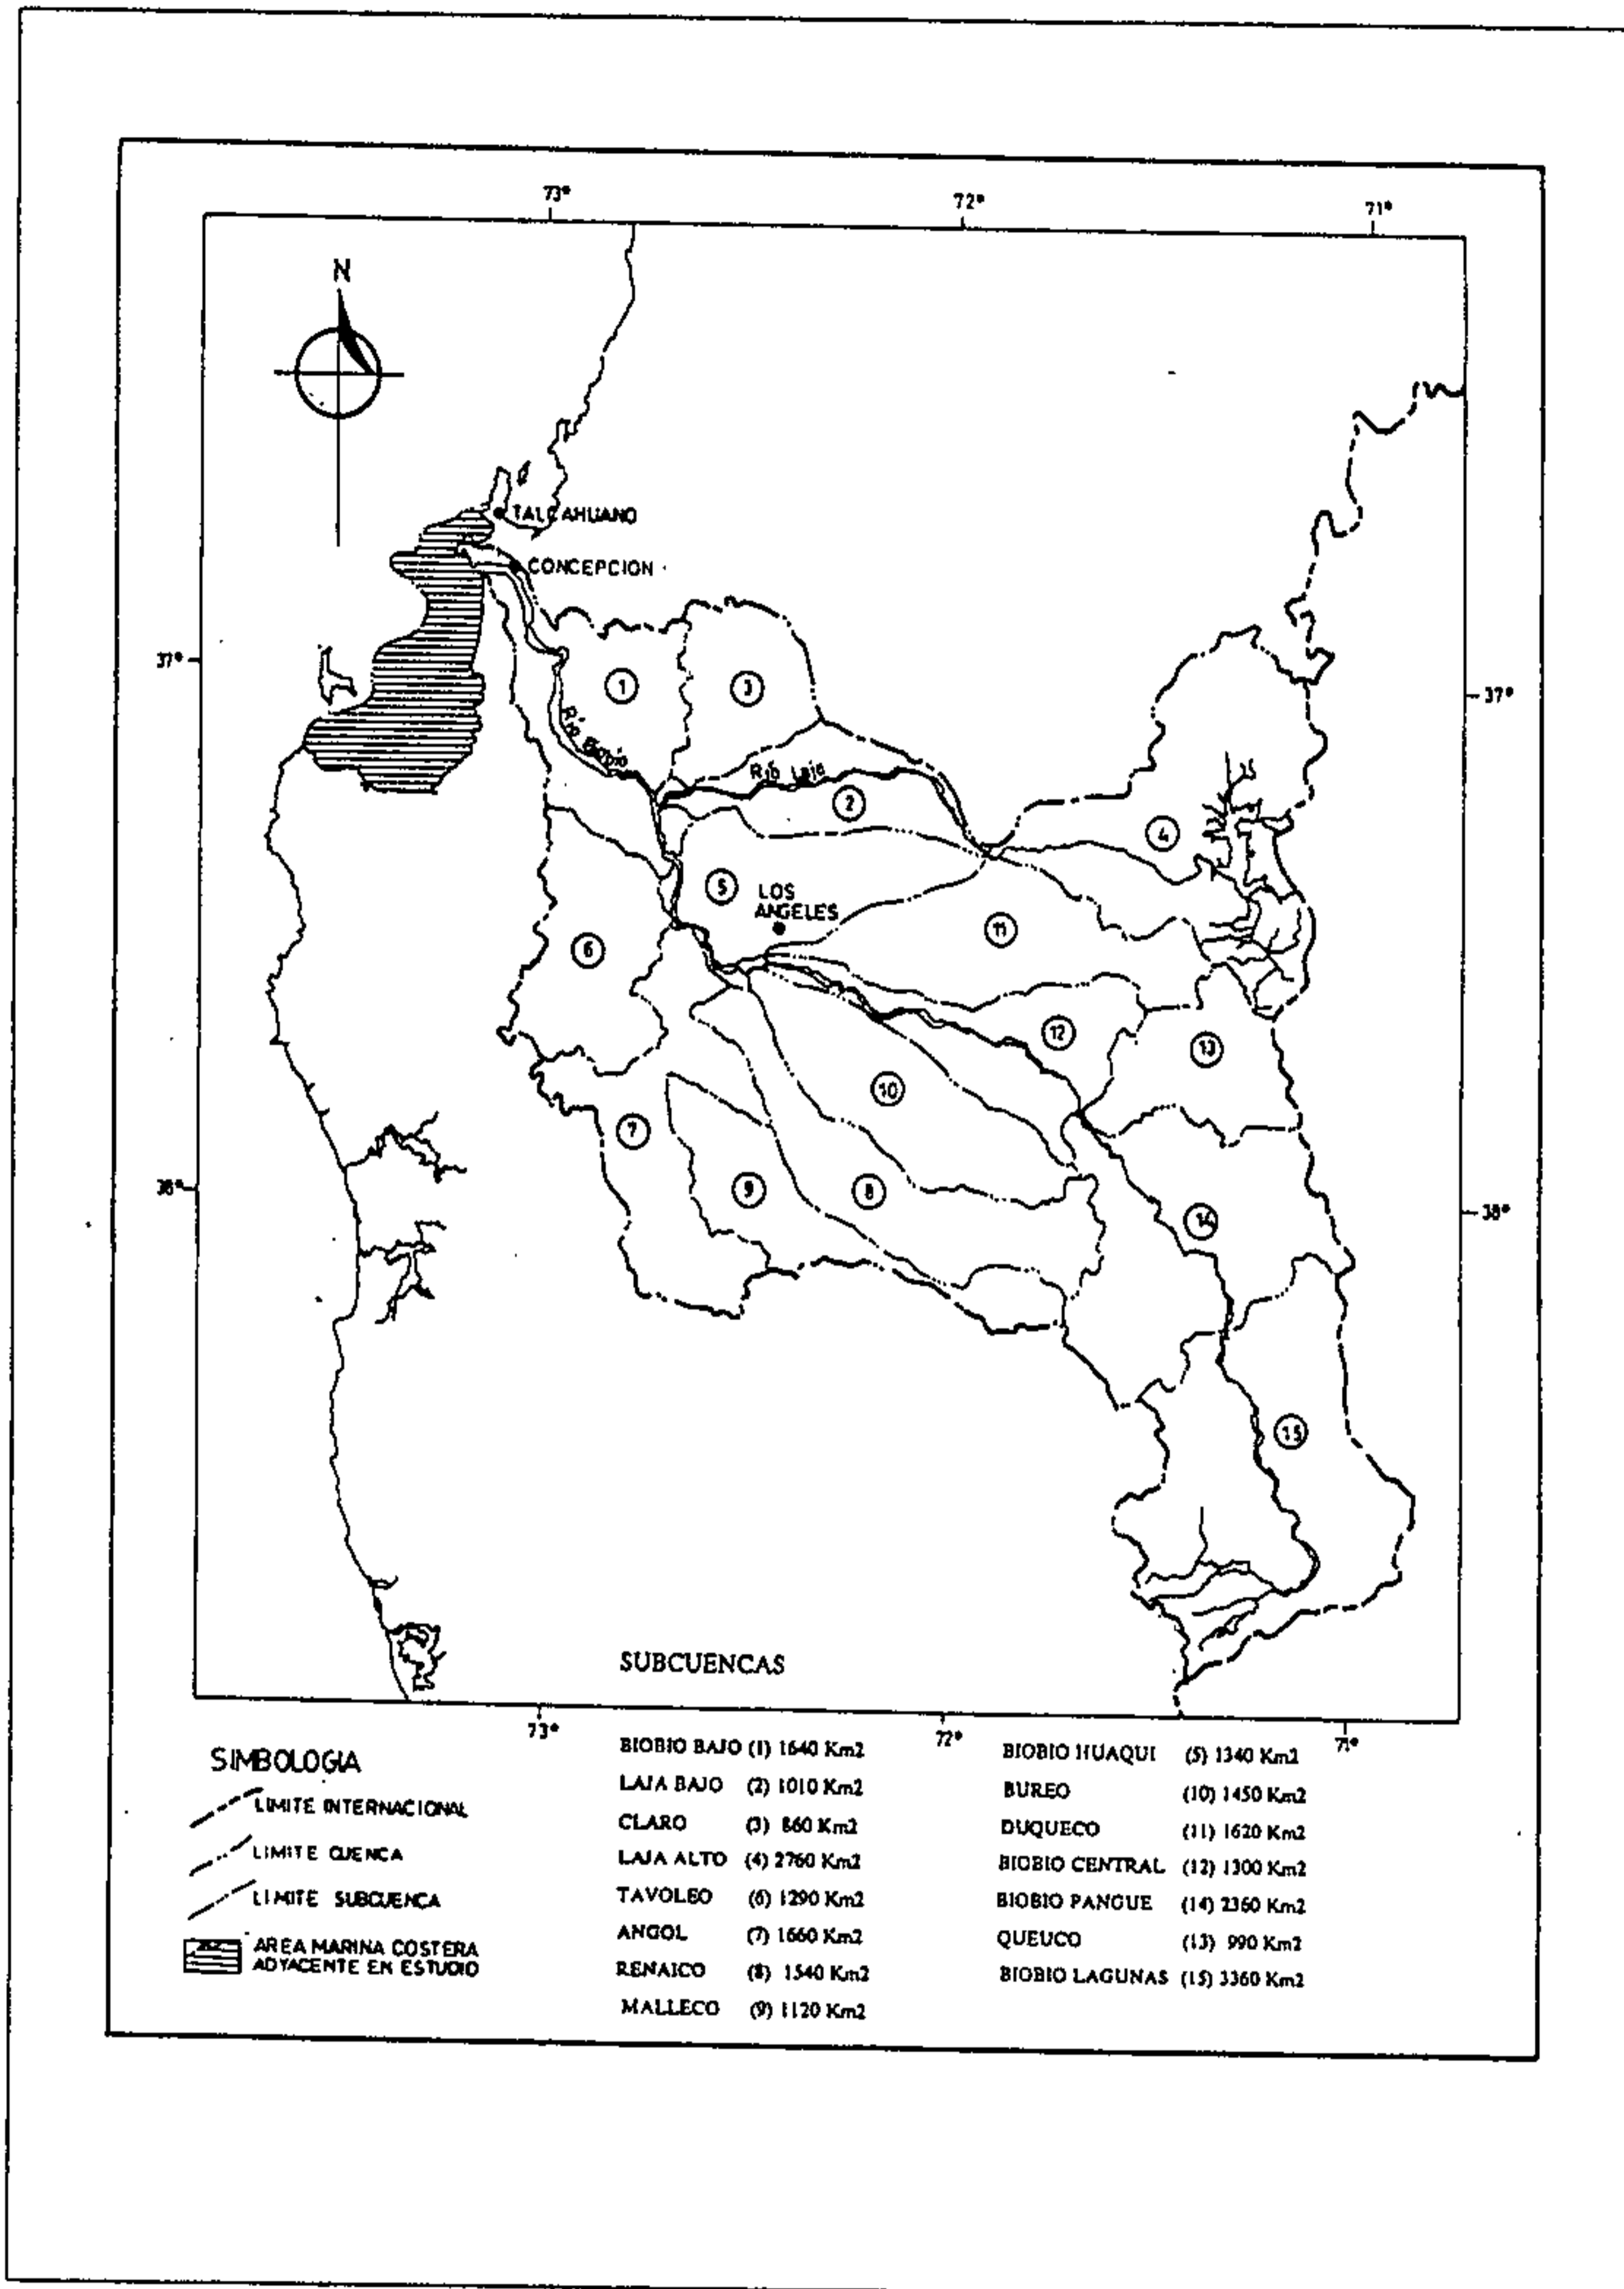 73°
72°
71°
N
TALCAHUANO
CONCEPCION
37°
37°
1
3
Río Biobio
Río Laja
2
4
5
LOS
ANGELES
11
6
12
13
10
7
9
8
38°
38°
14
15
SUBCUENCAS
73°
72°
71°
SIMBOLOGIA
LIMITE INTERNACIONAL
LIMITE CUENCA
LIMITE SUBCUENCA
AREA MARINA COSTERA
ADYACENTE EN ESTUDIO
BIOBIO BAJO (1) 1640 Km2
LAJA BAJO (2) 1010 Km2
CLARO (3) 860 Km2
LAJA ALTO (4) 2760 Km2
TAVOLEO (6) 1290 Km2
ANGOL (7) 1660 Km2
RENAICO (8) 1540 Km2
MALLECO (9) 1120 Km2
BIOBIO HUAQUI (5) 1340 Km2
BUREO (10) 1450 Km2
DUQUECO (11) 1620 Km2
BIOBIO CENTRAL (12) 1300 Km2
BIOBIO PANGUE (14) 2360 Km2
QUEUCO (13) 990 Km2
BIOBIO LAGUNAS (15) 3360 Km2